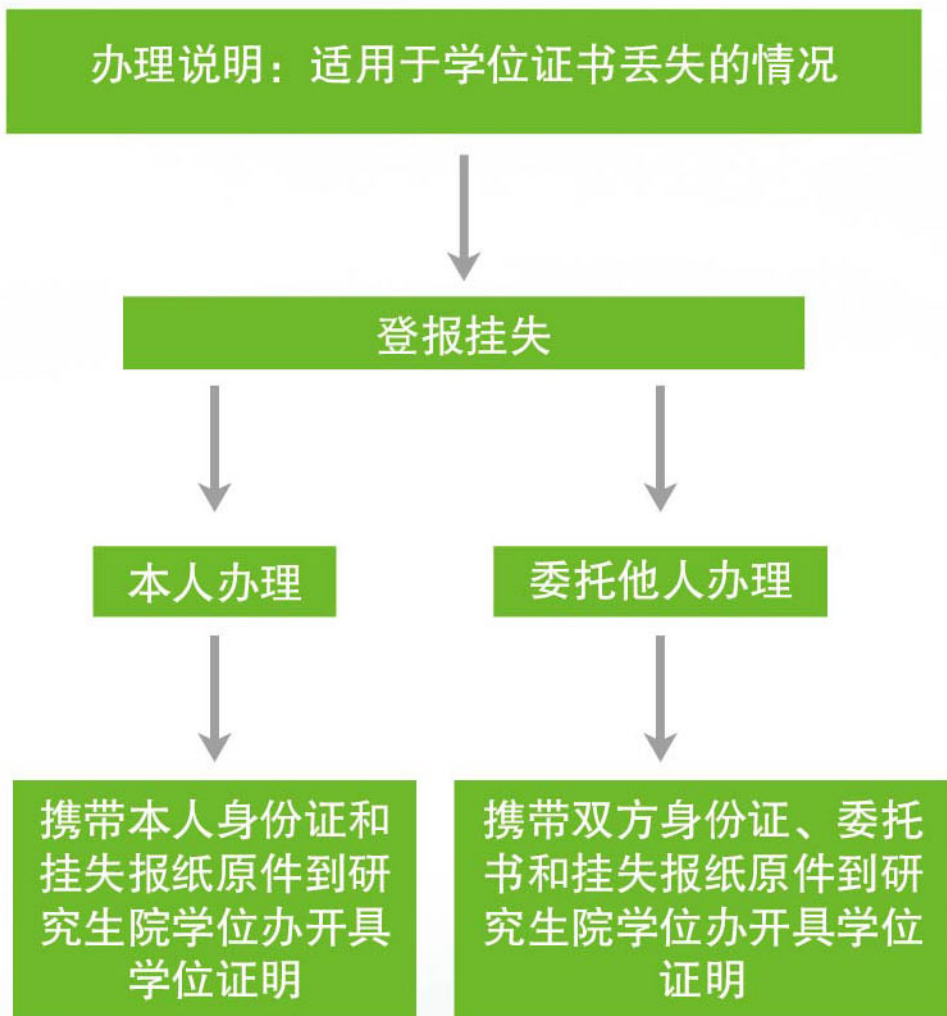 办理说明：适用于学位证书丢失的情况
登报挂失
本人办理
委托他人办理
携带本人身份证和
挂失报纸原件到研
究生院学位办开具
学位证明
携带双方身份证、委托
书和挂失报纸原件到研
究生院学位办开具学位
证明